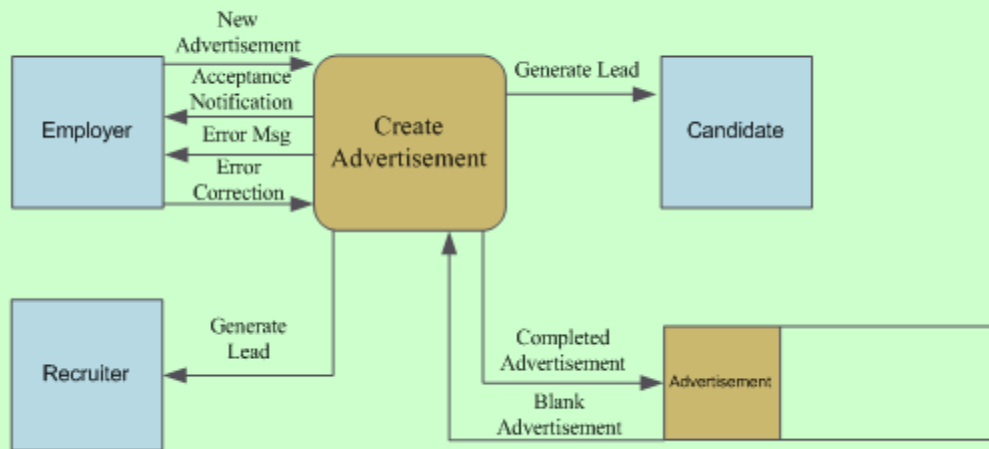 New
Advertisement
Acceptance
Notification
Error Msg
Error
Correction
Employer
Create
Advertisement
Generate Lead
Candidate
Recruiter
Generate
Lead
Completed
Advertisement
Blank
Advertisement
Advertisement